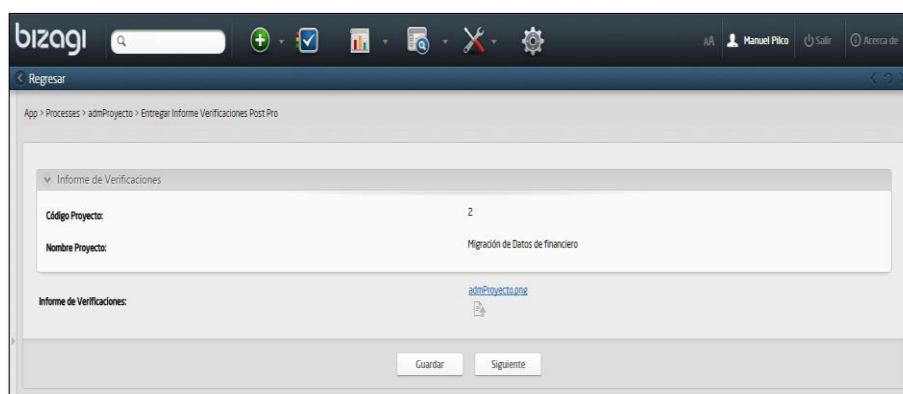 bizagi
AA Manuel Pilco Salir Acerca de
Regresar
App > Processes > admProyecto > Entregar Informe Verificaciones Post Pro
Informe de Verificaciones
Código Proyecto: 2
Nombre Proyecto: Migración de Datos de financiero
Informe de Verificaciones: admProyecto.png
Guardar Siguiente